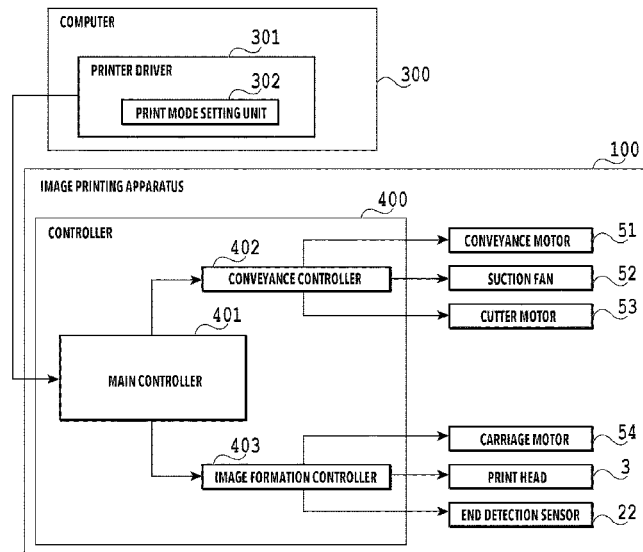 COMPUTER
301
PRINTER DRIVER
302
300
PRINT MODE SETTING UNIT
100
IMAGE PRINTING APPARATUS
400
CONTROLLER
51
402
CONVEYANCE MOTOR
CONVEYANCE CONTROLLER
52
SUCTION FAN
401
53
CUTTER MOTOR
MAIN CONTROLLER
54
403
CARRIAGE MOTOR
3
IMAGE FORMATION CONTROLLER
PRINT HEAD
22
END DETECTION SENSOR